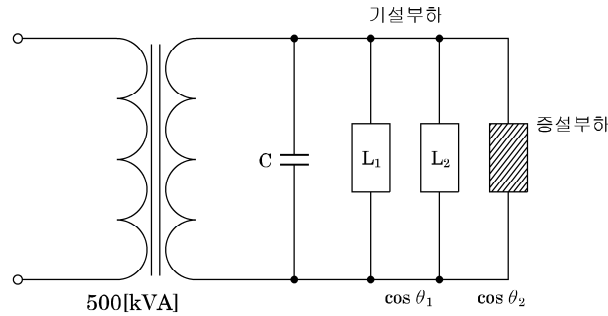 기설부하
증설부하
C
L₁
L₂
500[kVA]
cos θ₁
cos θ₂